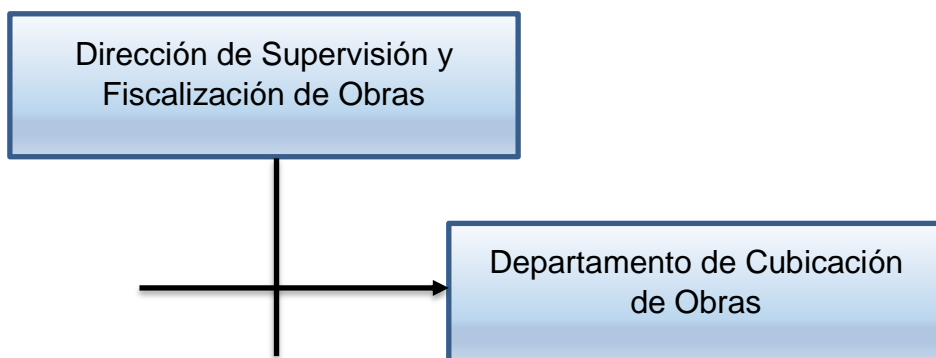 Dirección de Supervisión y
Fiscalización de Obras
Departamento de Cubicación
de Obras